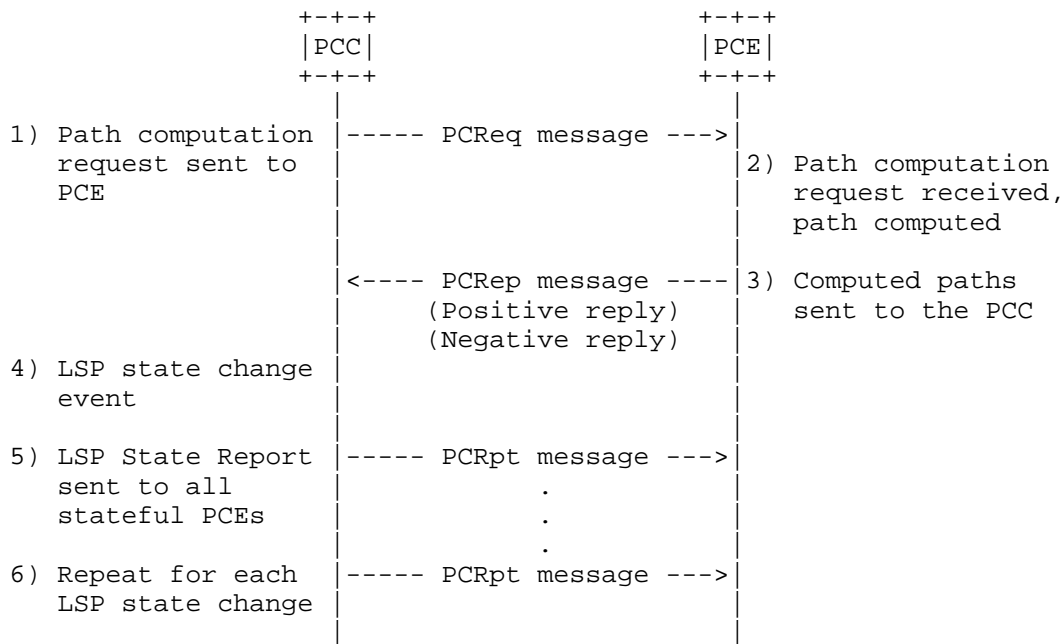 +-+-+                    +-+-+
|PCC|                    |PCE|
+-+-+                    +-+-+
|                        |
1) Path computation |----- PCReq message --->|
request sent to     |                        |2) Path computation
PCE                 |                        |   request received,
|                        |   path computed
|                        |
|<---- PCRep message ----|3) Computed paths
|     (Positive reply)   |   sent to the PCC
|     (Negative reply)   |
4) LSP state change |                        |
event               |                        |
|                        |
5) LSP State Report |----- PCRpt message --->|
sent to all         |            .           |
stateful PCEs       |            .           |
|            .           |
6) Repeat for each  |----- PCRpt message --->|
LSP state change    |                        |
|                        |